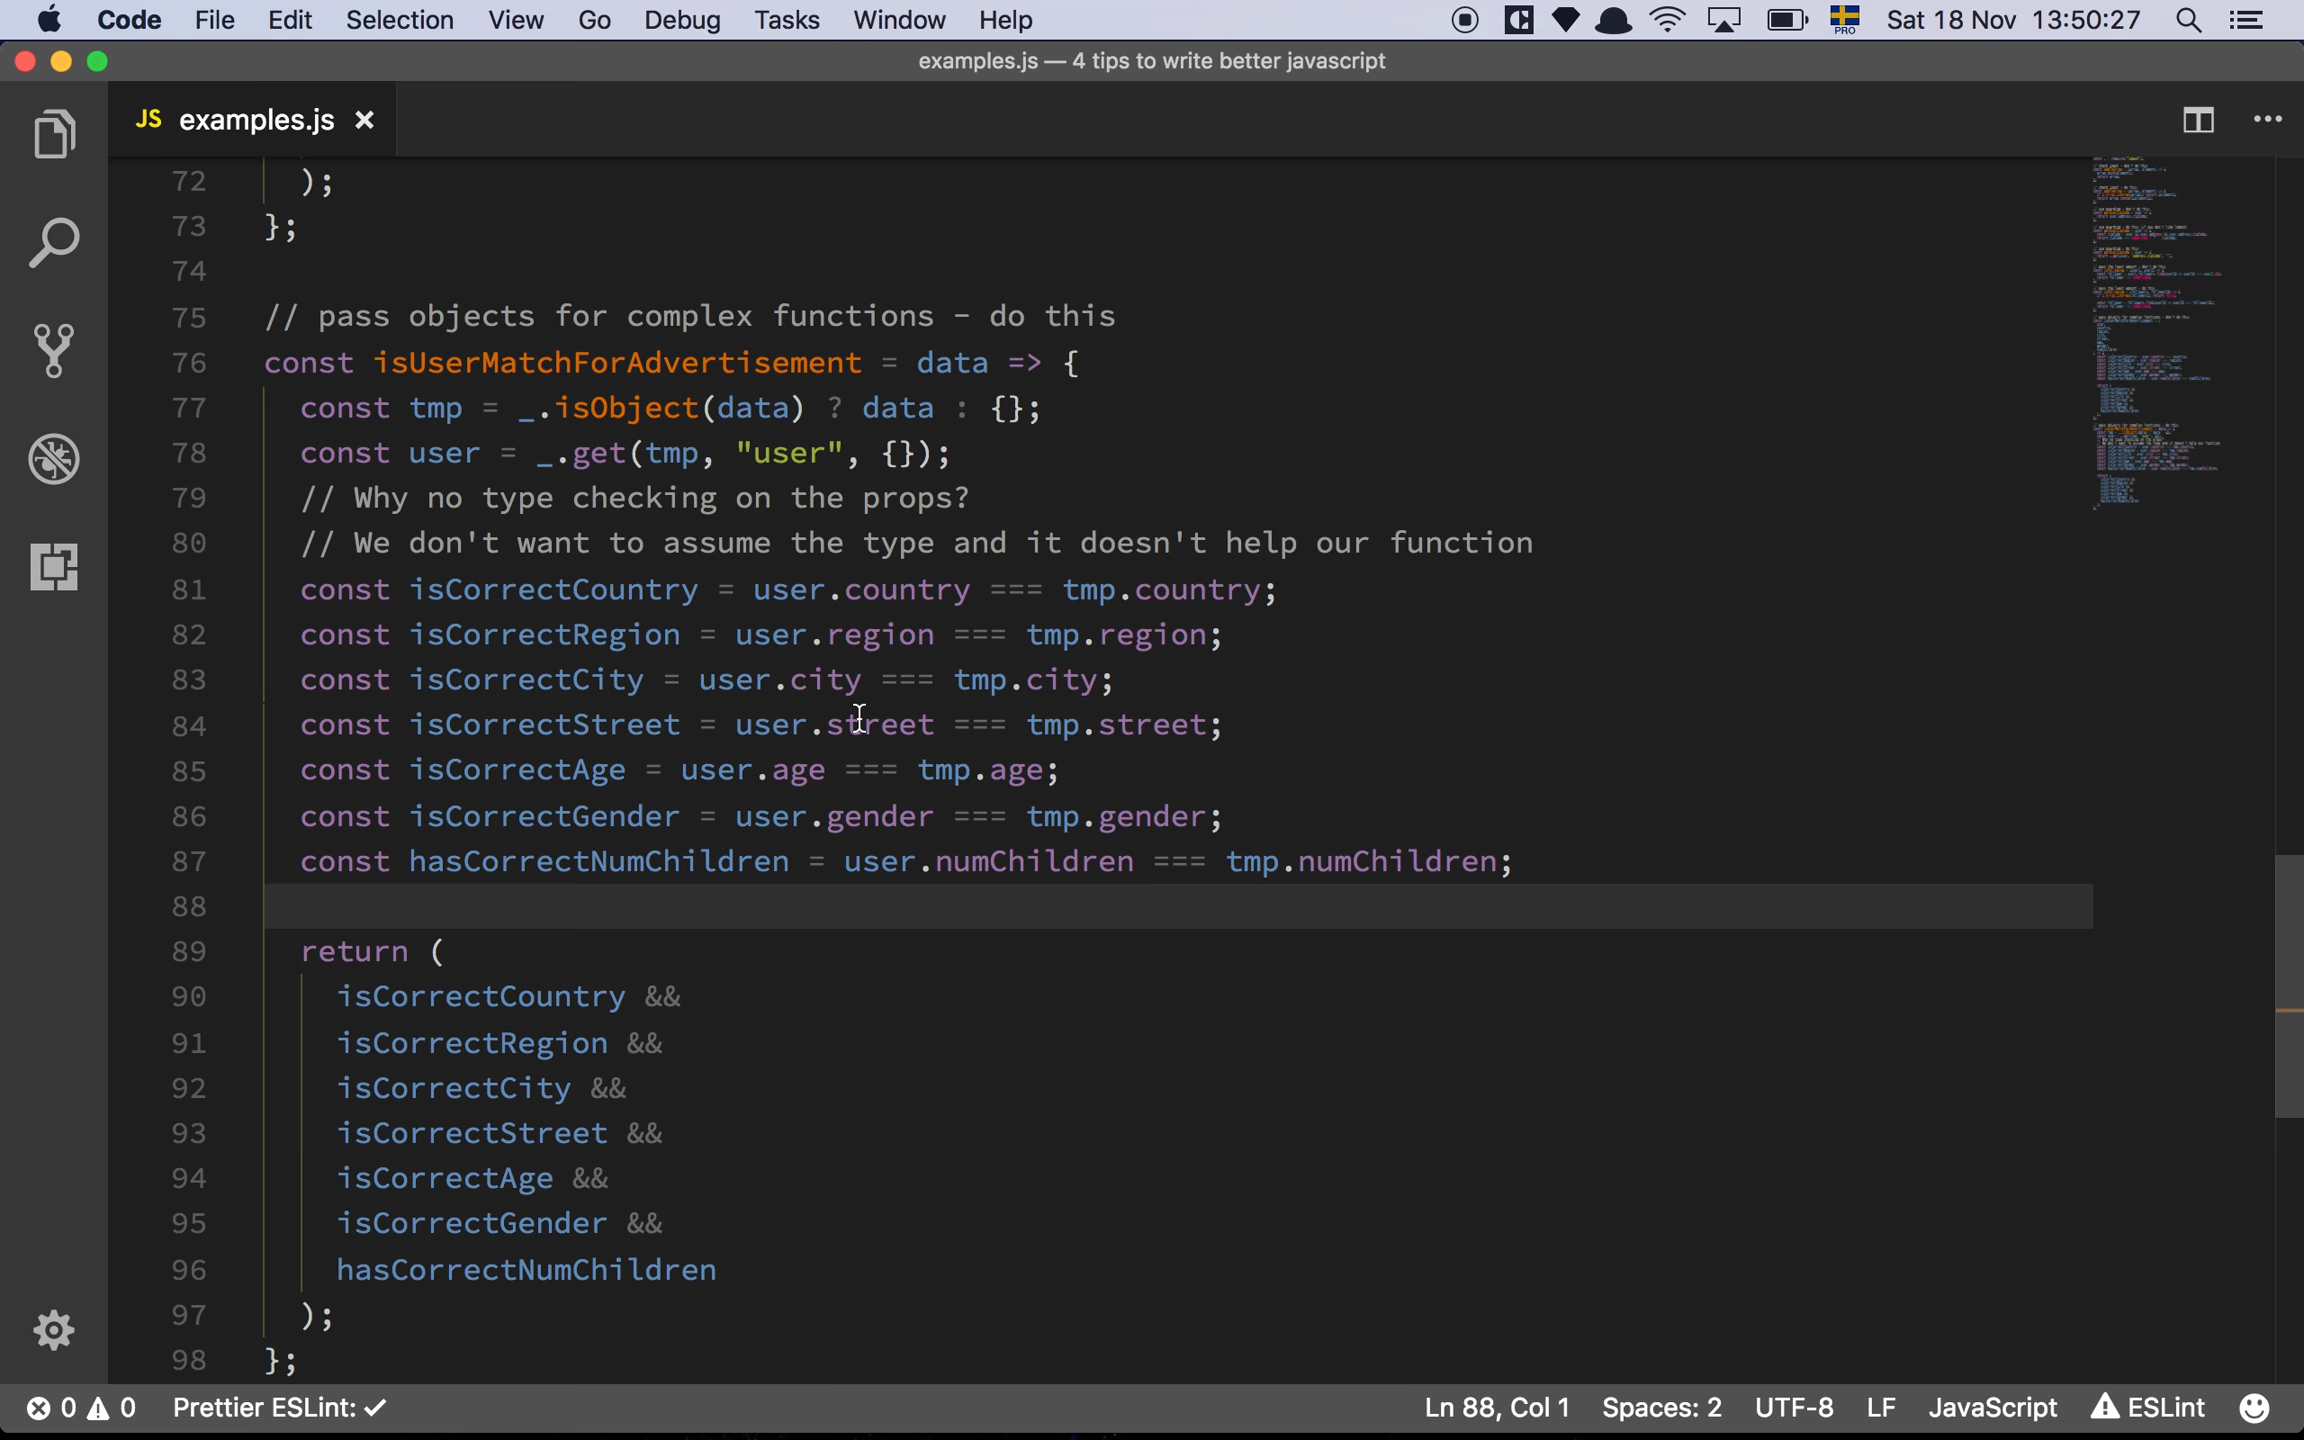 Code File Edit Selection View Go Debug Tasks Window Help PRO Sat 18 Nov 13:50:27
examples.js — 4 tips to write better javascript
JS examples.js ×
72 );
73 };
74
75 // pass objects for complex functions - do this
76 const isUserMatchForAdvertisement = data => {
77 const tmp = _.isObject(data) ? data : {};
78 const user = _.get(tmp, "user", {});
79 // Why no type checking on the props?
80 // We don't want to assume the type and it doesn't help our function
81 const isCorrectCountry = user.country === tmp.country;
82 const isCorrectRegion = user.region === tmp.region;
83 const isCorrectCity = user.city === tmp.city;
84 const isCorrectStreet = user.street === tmp.street;
85 const isCorrectAge = user.age === tmp.age;
86 const isCorrectGender = user.gender === tmp.gender;
87 const hasCorrectNumChildren = user.numChildren === tmp.numChildren;
88
89 return (
90 isCorrectCountry &&
91 isCorrectRegion &&
92 isCorrectCity &&
93 isCorrectStreet &&
94 isCorrectAge &&
95 isCorrectGender &&
96 hasCorrectNumChildren
97 );
98 };
0 0 Prettier ESLint: ✓ Ln 88, Col 1 Spaces: 2 UTF-8 LF JavaScript ESLint